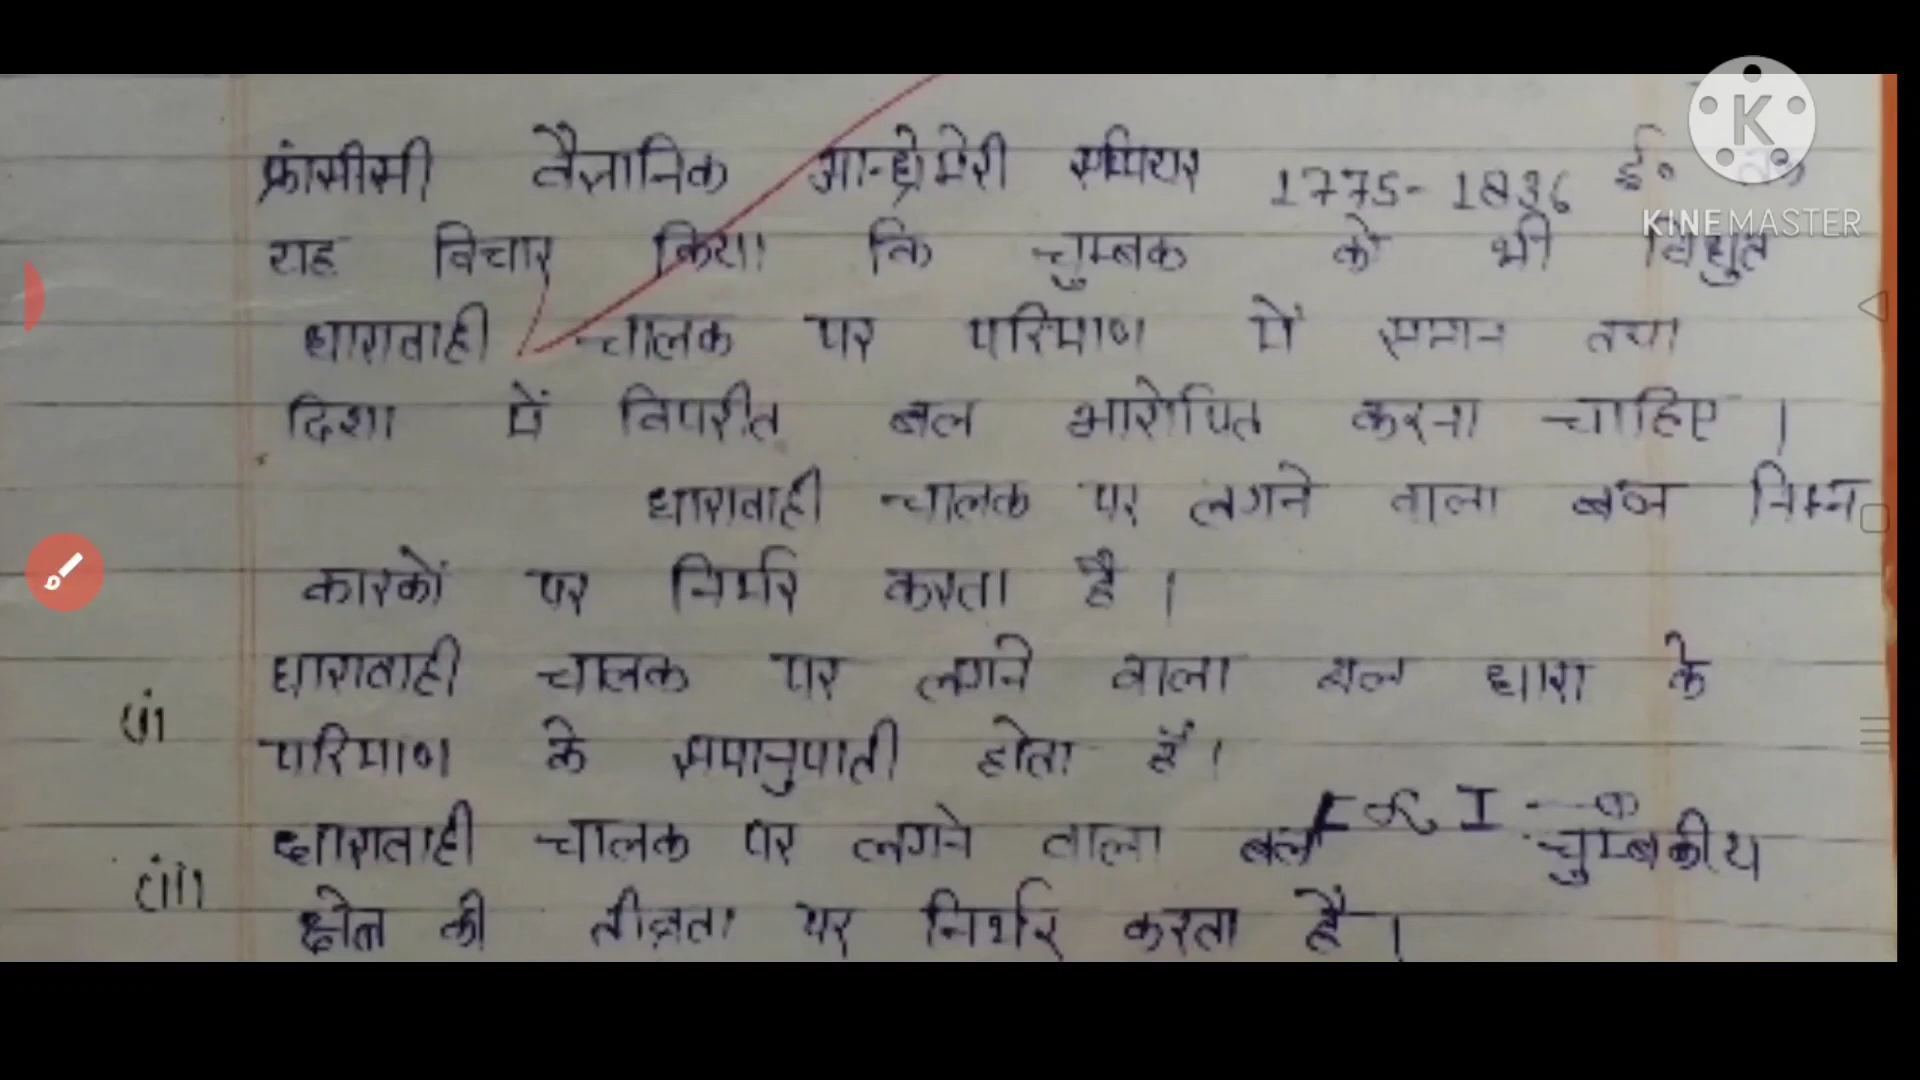 फ्रांसीसी वैज्ञानिक आन्द्रेमेरी एम्पियर 1775-1836 ई०
KINEMASTER
यह विचार किया कि चुम्बक को भी विद्युत
धारावाही चालक पर परिमाण में समान तथा
दिशा में विपरीत बल आरोपित करना चाहिए।
धारावाही चालक पर लगने वाला बल निम्न
कारकों पर निर्भर करता है।
(i) धारावाही चालक पर लगने वाला बल धारा के
परिमाण के समानुपाती होता है।
F ∝ I —①
(ii) धारावाही चालक पर लगने वाला बल चुम्बकीय
क्षेत्र की तीव्रता पर निर्भर करता है।